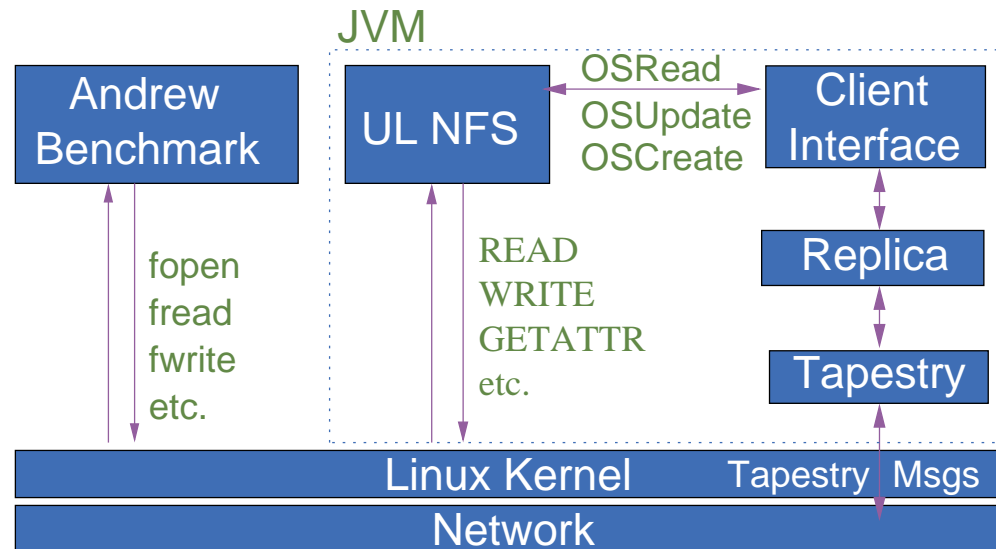 JVM
Andrew
Benchmark
UL NFS
OSRead
OSUpdate
OSCreate
Client
Interface
fopen
fread
fwrite
etc.
READ
WRITE
GETATTR
etc.
Replica
Tapestry
Linux Kernel
Tapestry Msgs
Network